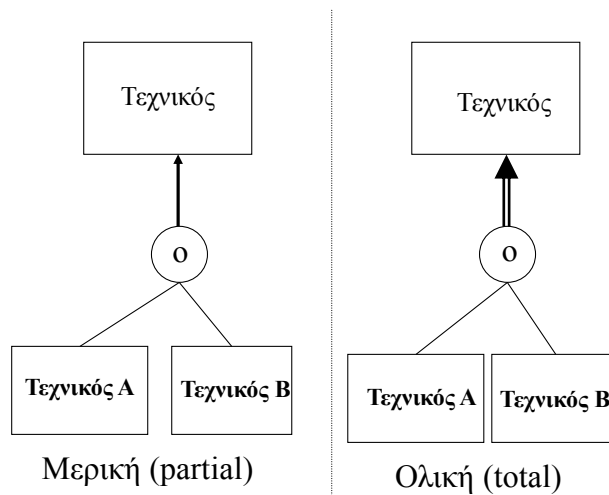 Τεχνικός
ο
Τεχνικός Α
Τεχνικός Β
Μερική (partial)
Τεχνικός
ο
Τεχνικός Α
Τεχνικός Β
Ολική (total)